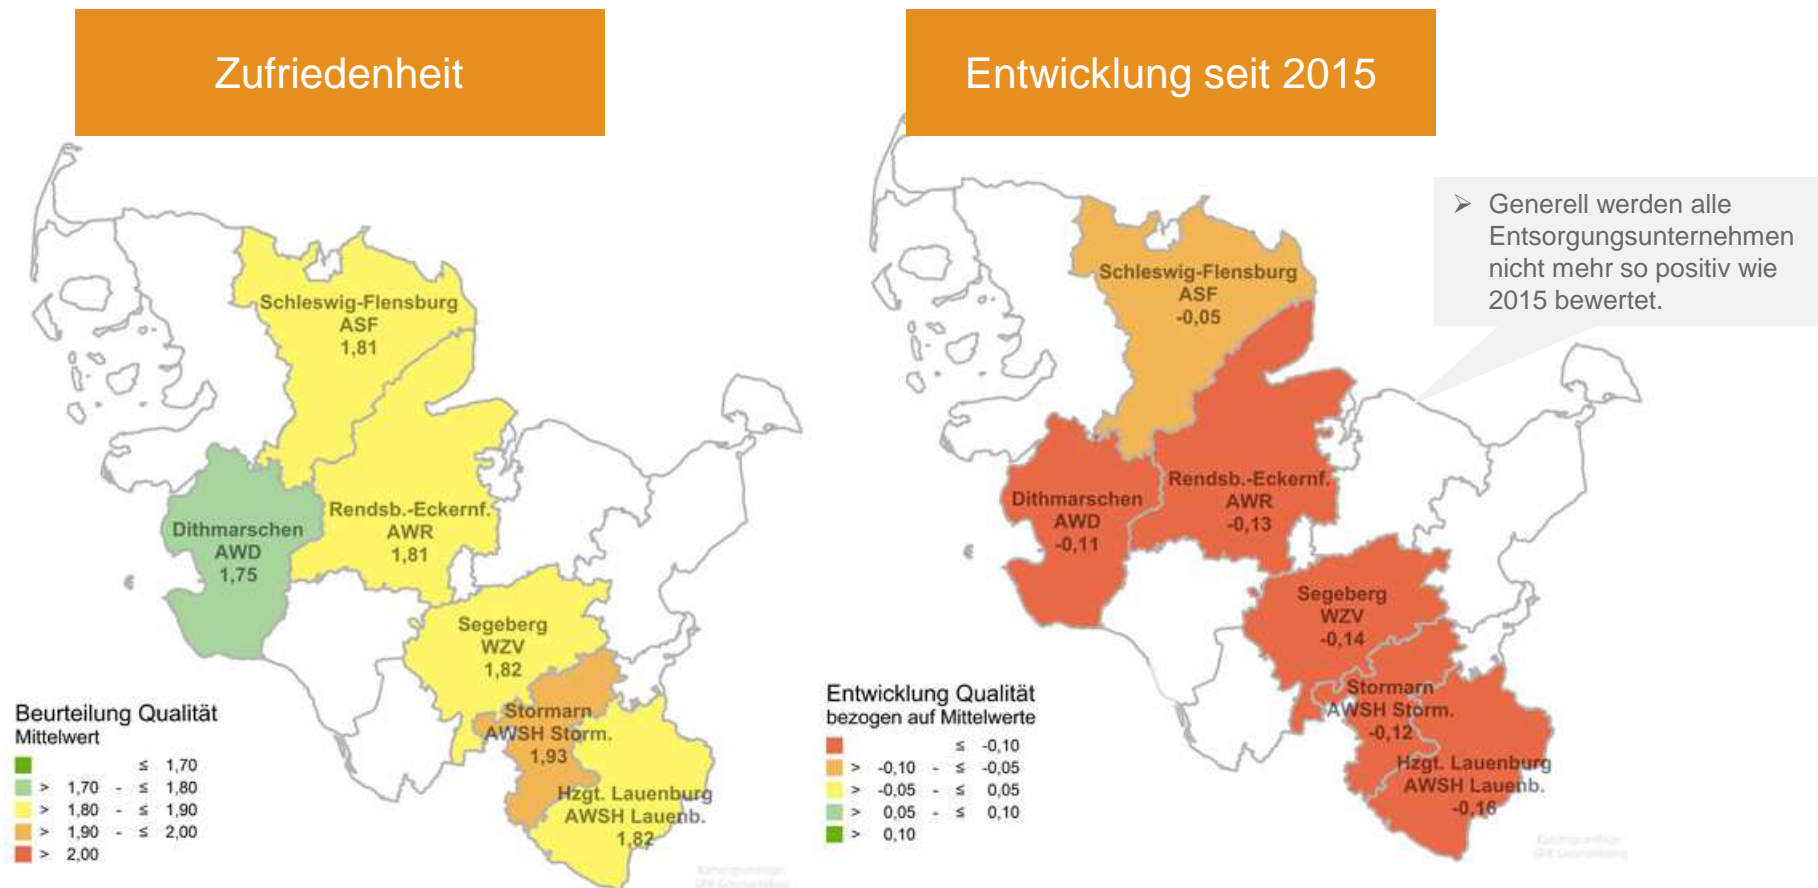 Zufriedenheit
Schleswig-Flensburg
ASF
1,81
Rendsb.-Eckernf.
AWR
1,81
Dithmarschen
AWD
1,75
Segeberg
WZV
1,82
Stormarn
AWSH Storm.
1,93
Hzgt. Lauenburg
AWSH Lauenb.
1,82
Beurteilung Qualität
Mittelwert
≤ 1,70
> 1,70 - ≤ 1,80
> 1,80 - ≤ 1,90
> 1,90 - ≤ 2,00
> 2,00
Entwicklung seit 2015
Schleswig-Flensburg
ASF
-0,05
Rendsb.-Eckernf.
AWR
-0,13
Dithmarschen
AWD
-0,11
Segeberg
WZV
-0,14
Stormarn
AWSH Storm.
-0,12
Hzgt. Lauenburg
AWSH Lauenb.
-0,16
Entwicklung Qualität
bezogen auf Mittelwerte
≤ -0,10
> -0,10 - ≤ -0,05
> -0,05 - ≤ 0,05
> 0,05 - ≤ 0,10
> 0,10
➢ Generell werden alle
Entsorgungsunternehmen
nicht mehr so positiv wie
2015 bewertet.